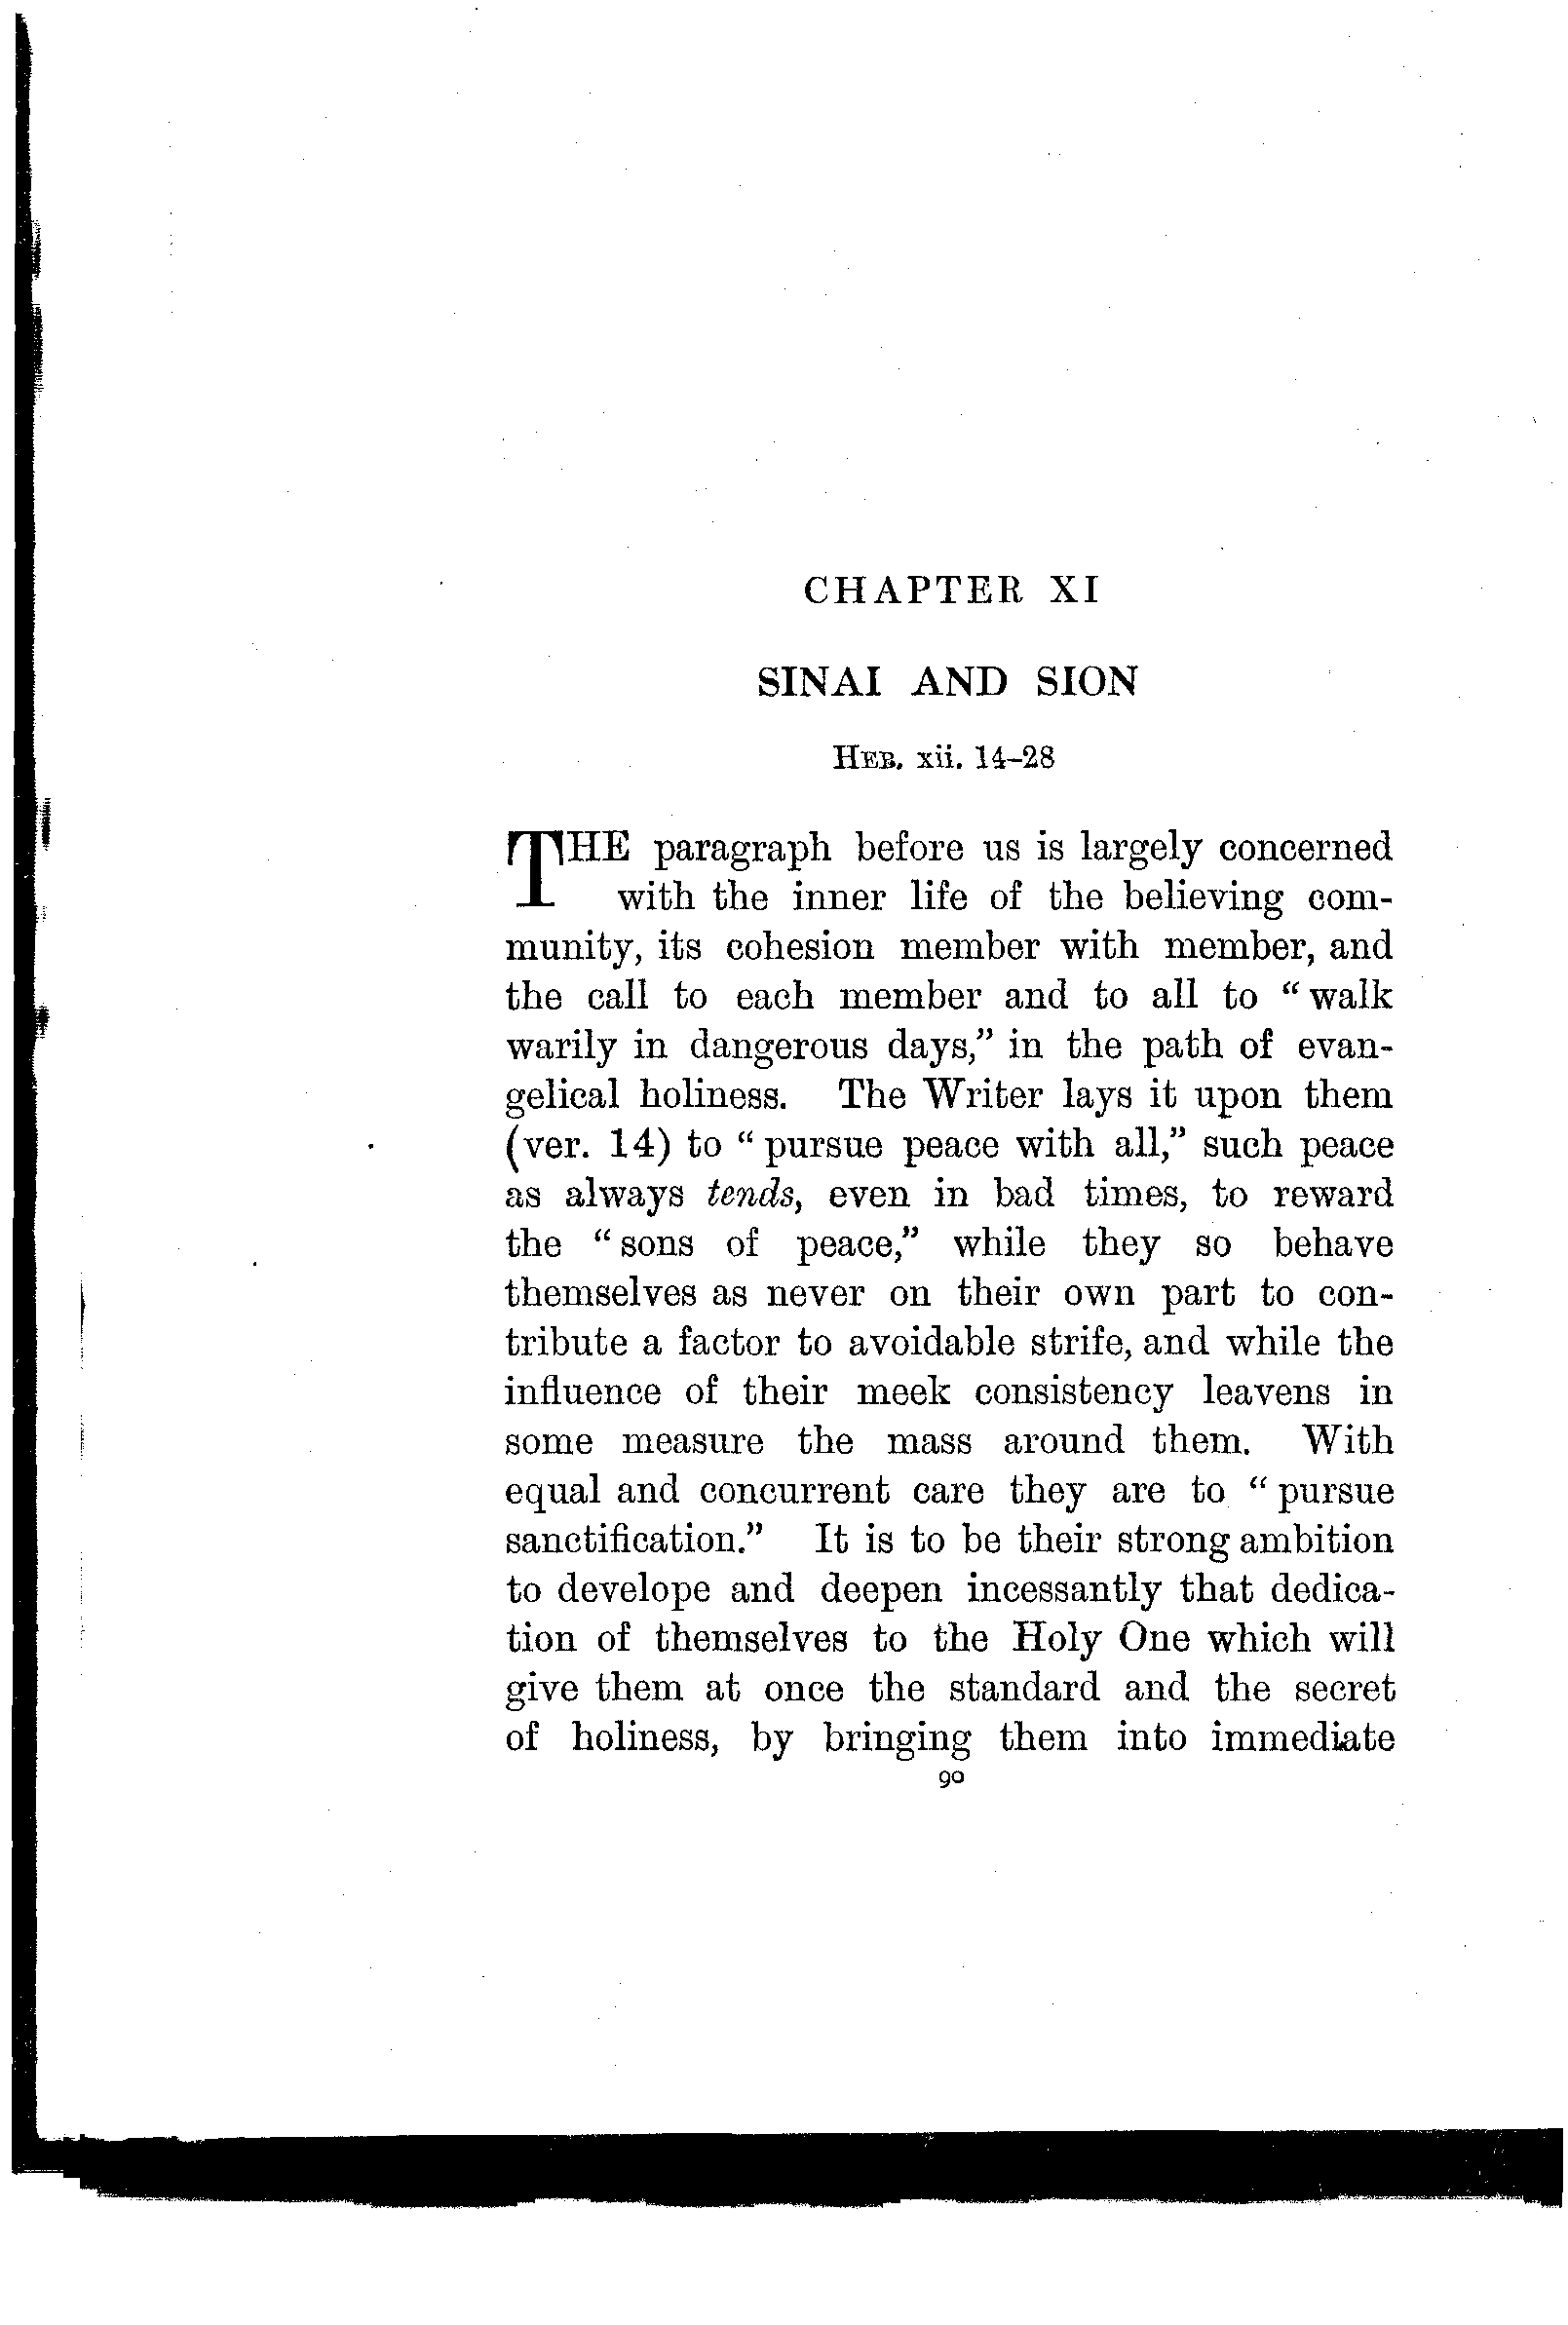 CHAPTER XI
SINAI AND SION
HEB. xii. 14–28
THE paragraph before us is largely concerned
with the inner life of the believing com-
munity, its cohesion member with member, and
the call to each member and to all to “walk
warily in dangerous days,” in the path of evan-
gelical holiness. The Writer lays it upon them
(ver. 14) to “pursue peace with all,” such peace
as always tends, even in bad times, to reward
the “sons of peace,” while they so behave
themselves as never on their own part to con-
tribute a factor to avoidable strife, and while the
influence of their meek consistency leavens in
some measure the mass around them. With
equal and concurrent care they are to “pursue
sanctification.” It is to be their strong ambition
to develope and deepen incessantly that dedica-
tion of themselves to the Holy One which will
give them at once the standard and the secret
of holiness, by bringing them into immediate
90